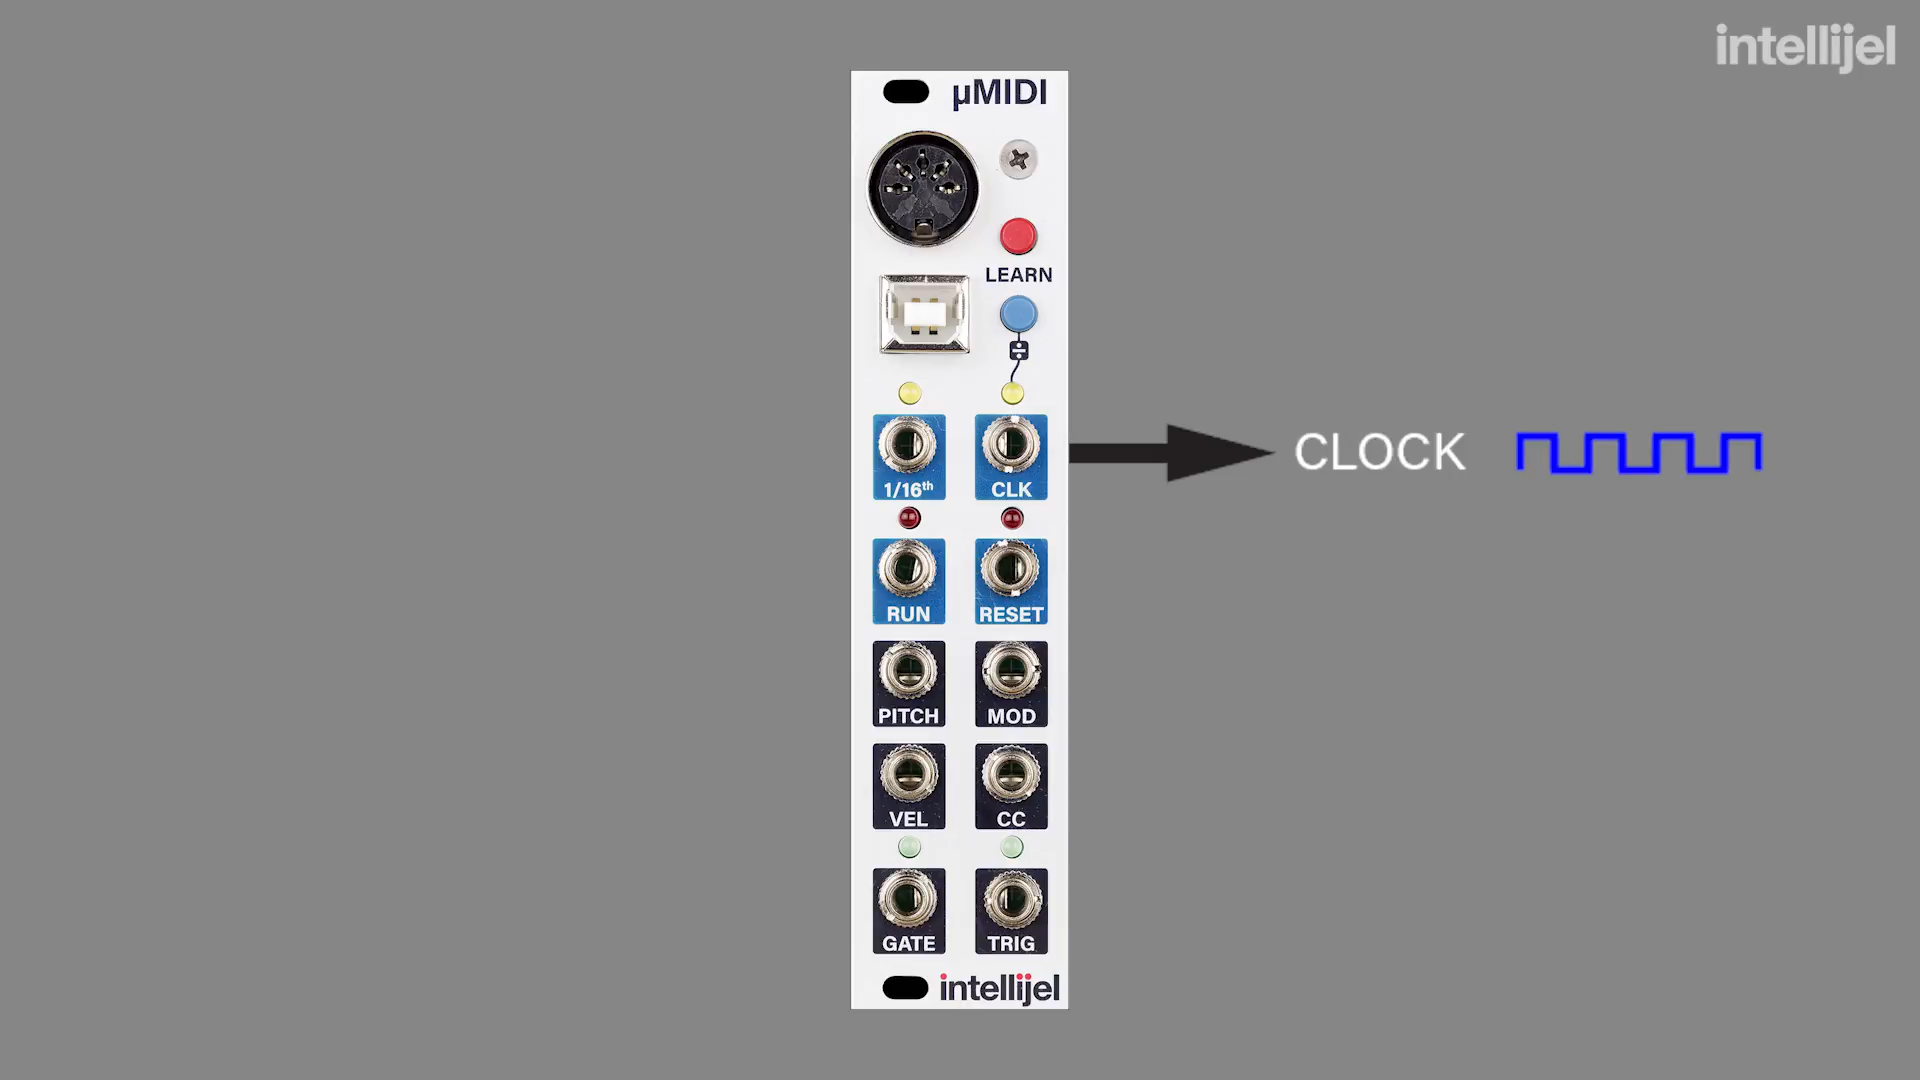 intellijel
µMIDI
LEARN
1/16th CLK
CLOCK
RUN RESET
PITCH MOD
VEL CC
GATE TRIG
intellijel